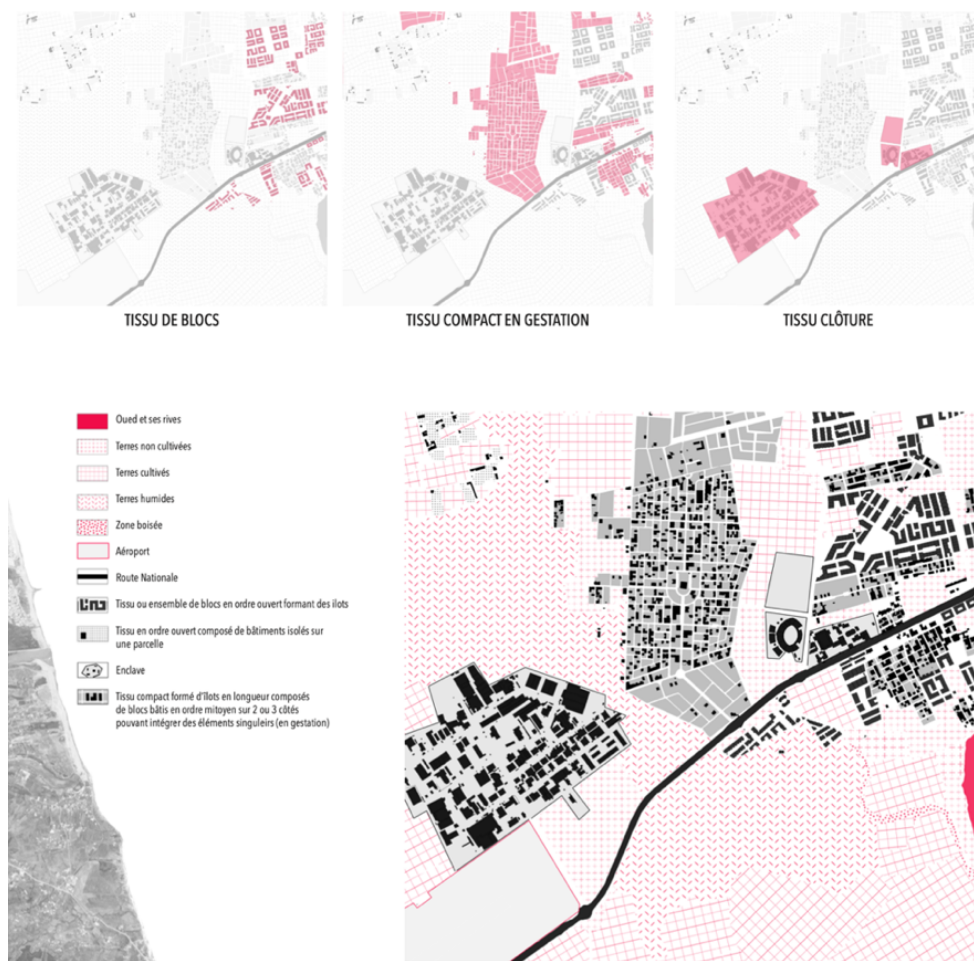 TISSU DE BLOCS
TISSU COMPACT EN GESTATION
TISSU CLÔTURE
Oued et ses rives
Terres non cultivées
Terres cultivés
Terres humides
Zone boisée
Aéroport
Route Nationale
Tissu ou ensemble de blocs en ordre ouvert formant des ilots
Tissu en ordre ouvert composé de bâtiments isolés sur
une parcelle
Enclave
Tissu compact formé d'îlots en longueur composés
de blocs bâtis en ordre mitoyen sur 2 ou 3 côtés
pouvant intégrer des éléments singuliers (en gestation)